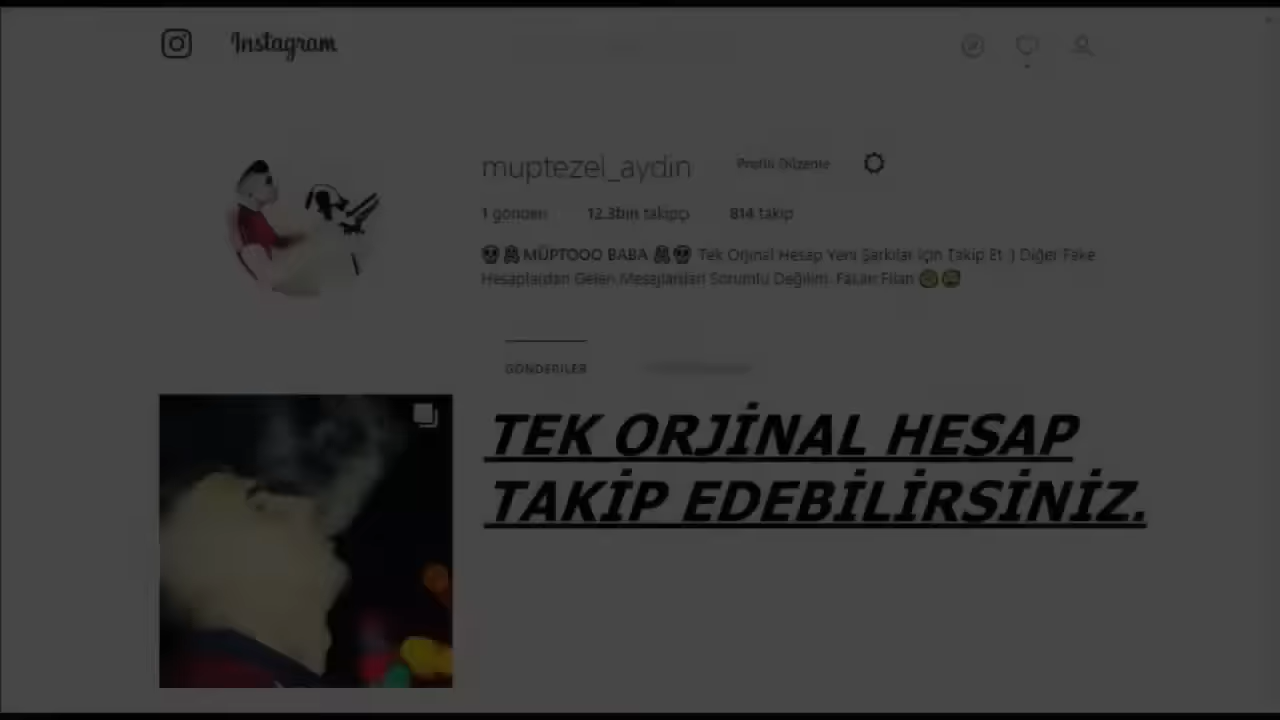 Instagram
muptezel_aydin Profili Düzenle
1 gönderi 12.3bin takipçi 814 takip
MÜPTOOO BABA Tek Orjinal Hesap Yeni Şarkılar İçin Takip Et :) Diğer Fake
Hesaplardan Gelen Mesajlardan Sorumlu Değilim. Falan Filan
GÖNDERİLER
TEK ORJİNAL HESAP
TAKİP EDEBİLİRSİNİZ.